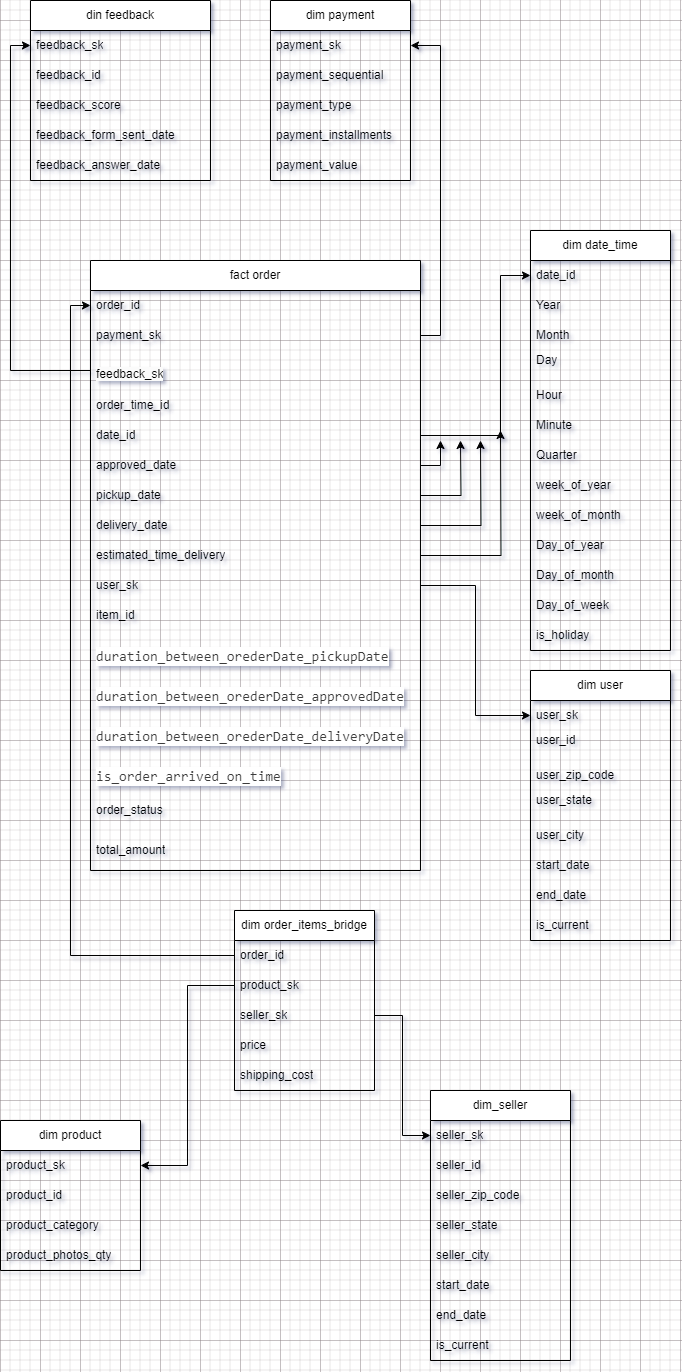 din feedback
feedback_sk
feedback_id
feedback_score
feedback_form_sent_date
feedback_answer_date
dim payment
payment_sk
payment_sequential
payment_type
payment_installments
payment_value
dim date_time
date_id
Year
Month
Day
Hour
Minute
Quarter
week_of_year
week_of_month
Day_of_year
Day_of_month
Day_of_week
is_holiday
fact order
order_id
payment_sk
feedback_sk
order_time_id
date_id
approved_date
pickup_date
delivery_date
estimated_time_delivery
user_sk
item_id
duration_between_orederDate_pickupDate
duration_between_orederDate_approvedDate
duration_between_orederDate_deliveryDate
is_order_arrived_on_time
order_status
total_amount
dim user
user_sk
user_id
user_zip_code
user_state
user_city
start_date
end_date
is_current
dim order_items_bridge
order_id
product_sk
seller_sk
price
shipping_cost
dim product
product_sk
product_id
product_category
product_photos_qty
dim_seller
seller_sk
seller_id
seller_zip_code
seller_state
seller_city
start_date
end_date
is_current